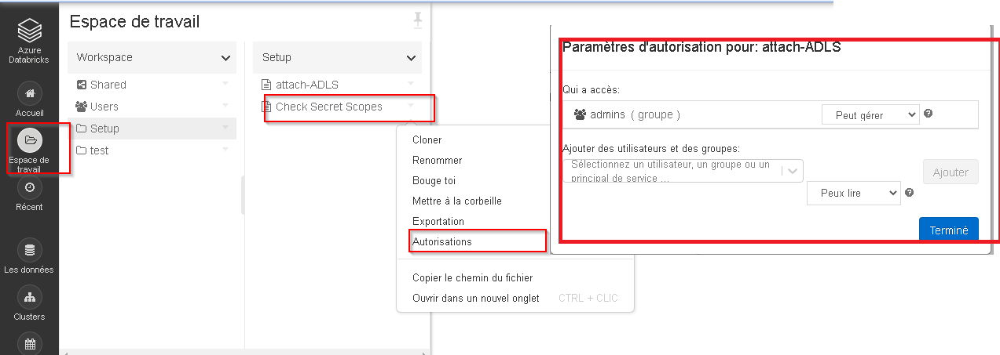 Azure
Databricks
Accueil
Espace de
travail
Récent
Les données
Clusters
Espace de travail
Workspace
Shared
Users
Setup
test
Setup
attach-ADLS
Check Secret Scopes
Cloner
Renommer
Bouge toi
Mettre à la corbeille
Exportation
Autorisations
Copier le chemin du fichier
Ouvrir dans un nouvel onglet CTRL + CLIC
Paramètres d'autorisation pour: attach-ADLS
Qui a accès:
admins ( groupe ) Peut gérer
Ajouter des utilisateurs et des groupes:
Sélectionnez un utilisateur, un groupe ou un
principal de service ...
Ajouter
Peux lire
Terminé